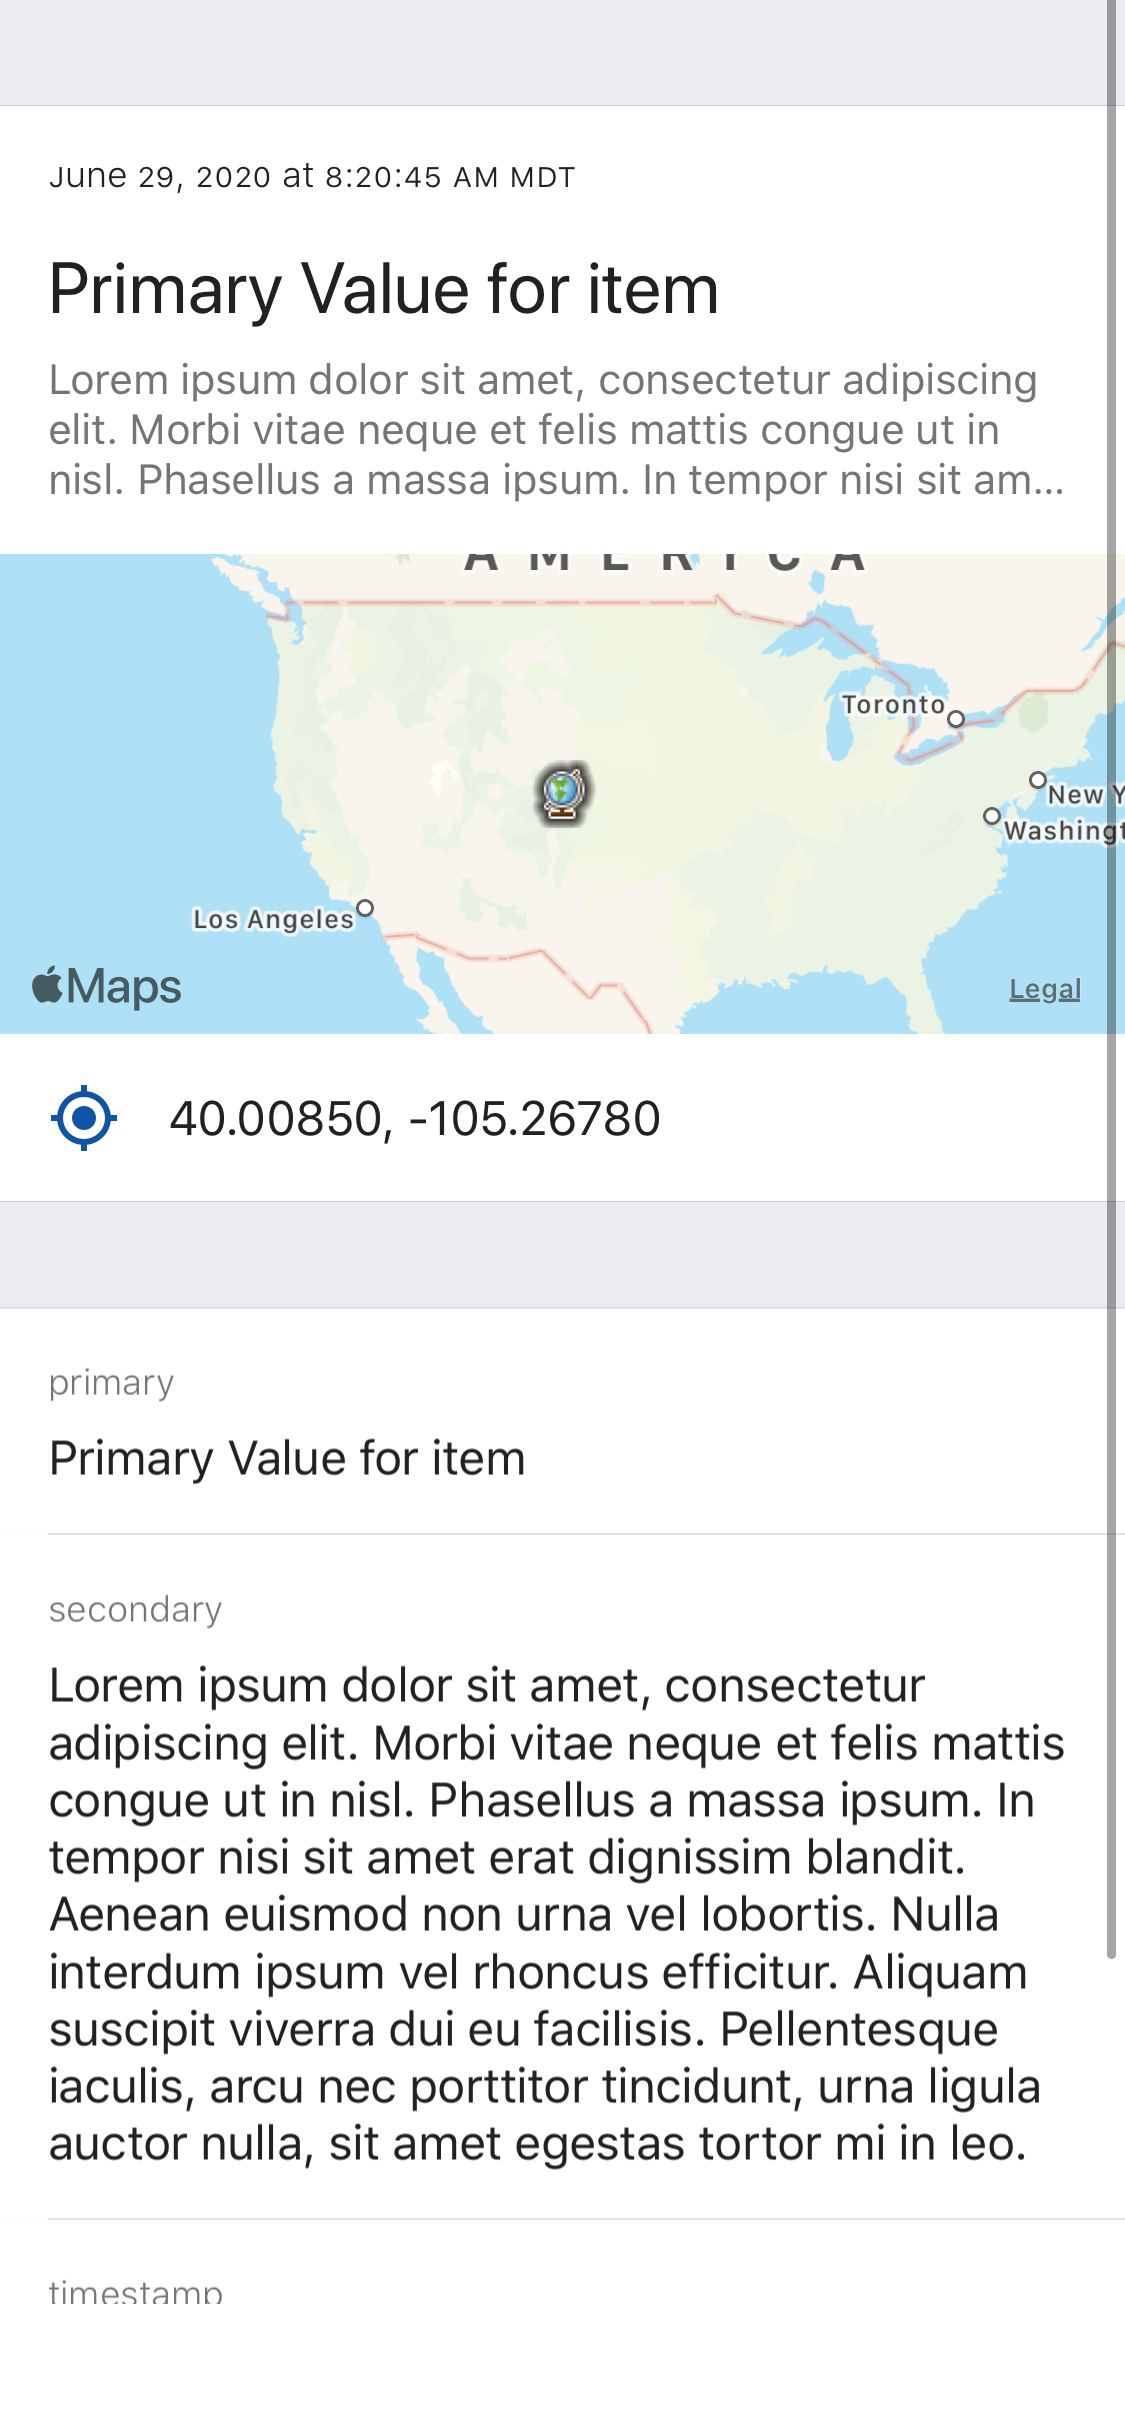 June 29, 2020 at 8:20:45 AM MDT
Primary Value for item
Lorem ipsum dolor sit amet, consectetur adipiscing
elit. Morbi vitae neque et felis mattis congue ut in
nisl. Phasellus a massa ipsum. In tempor nisi sit am...
AMERICA
Toronto
New Y
Washingt
Los Angeles
Maps
Legal
40.00850, -105.26780
primary
Primary Value for item
secondary
Lorem ipsum dolor sit amet, consectetur
adipiscing elit. Morbi vitae neque et felis mattis
congue ut in nisl. Phasellus a massa ipsum. In
tempor nisi sit amet erat dignissim blandit.
Aenean euismod non urna vel lobortis. Nulla
interdum ipsum vel rhoncus efficitur. Aliquam
suscipit viverra dui eu facilisis. Pellentesque
iaculis, arcu nec porttitor tincidunt, urna ligula
auctor nulla, sit amet egestas tortor mi in leo.
timestamp